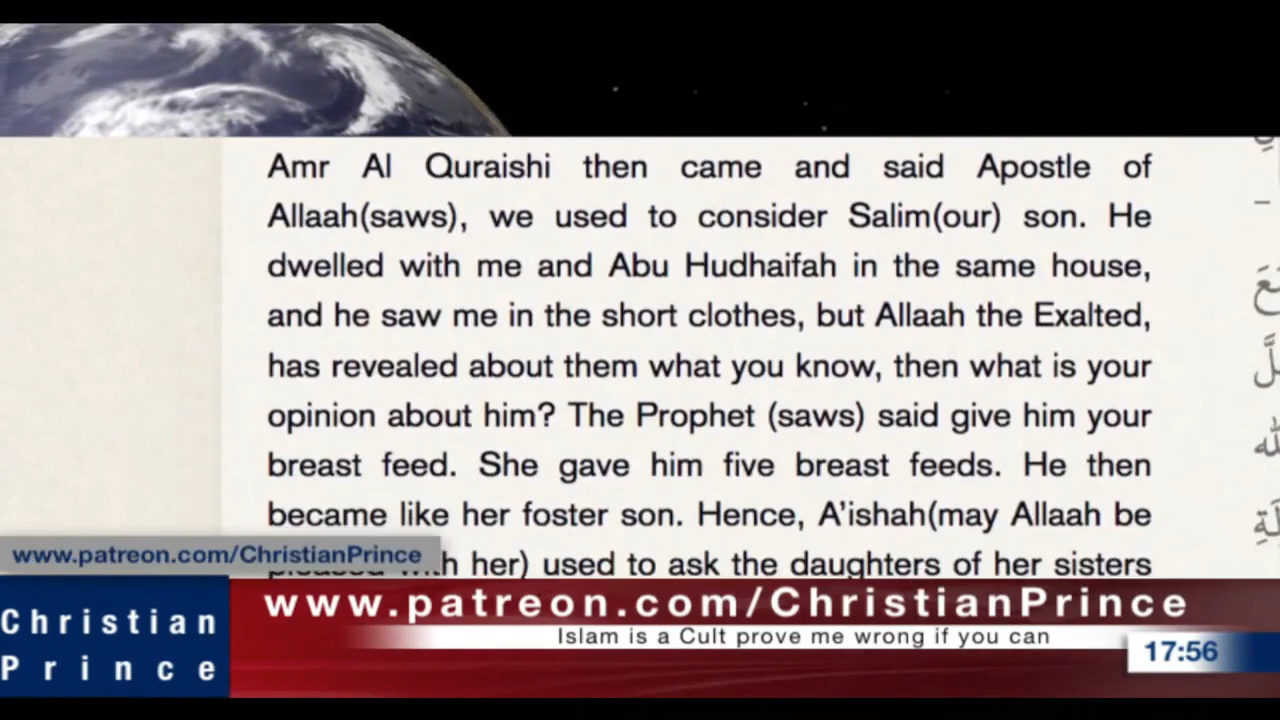 Amr Al Quraishi then came and said Apostle of
Allaah(saws), we used to consider Salim(our) son. He
dwelled with me and Abu Hudhaifah in the same house,
and he saw me in the short clothes, but Allaah the Exalted,
has revealed about them what you know, then what is your
opinion about him? The Prophet (saws) said give him your
breast feed. She gave him five breast feeds. He then
became like her foster son. Hence, A’ishah(may Allaah be
her) used to ask the daughters of her sisters
www.patreon.com/ChristianPrince
Christian
Prince
www.patreon.com/ChristianPrince
Islam is a Cult prove me wrong if you can
17:56